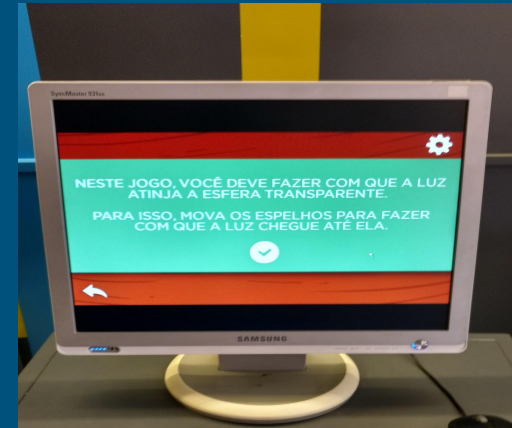 SyncMaster 931sw
NESTE JOGO, VOCÊ DEVE FAZER COM QUE A LUZ
ATINJA A ESFERA TRANSPARENTE.
PARA ISSO, MOVA OS ESPELHOS PARA FAZER
COM QUE A LUZ CHEGUE ATÉ ELA.
SAMSUNG